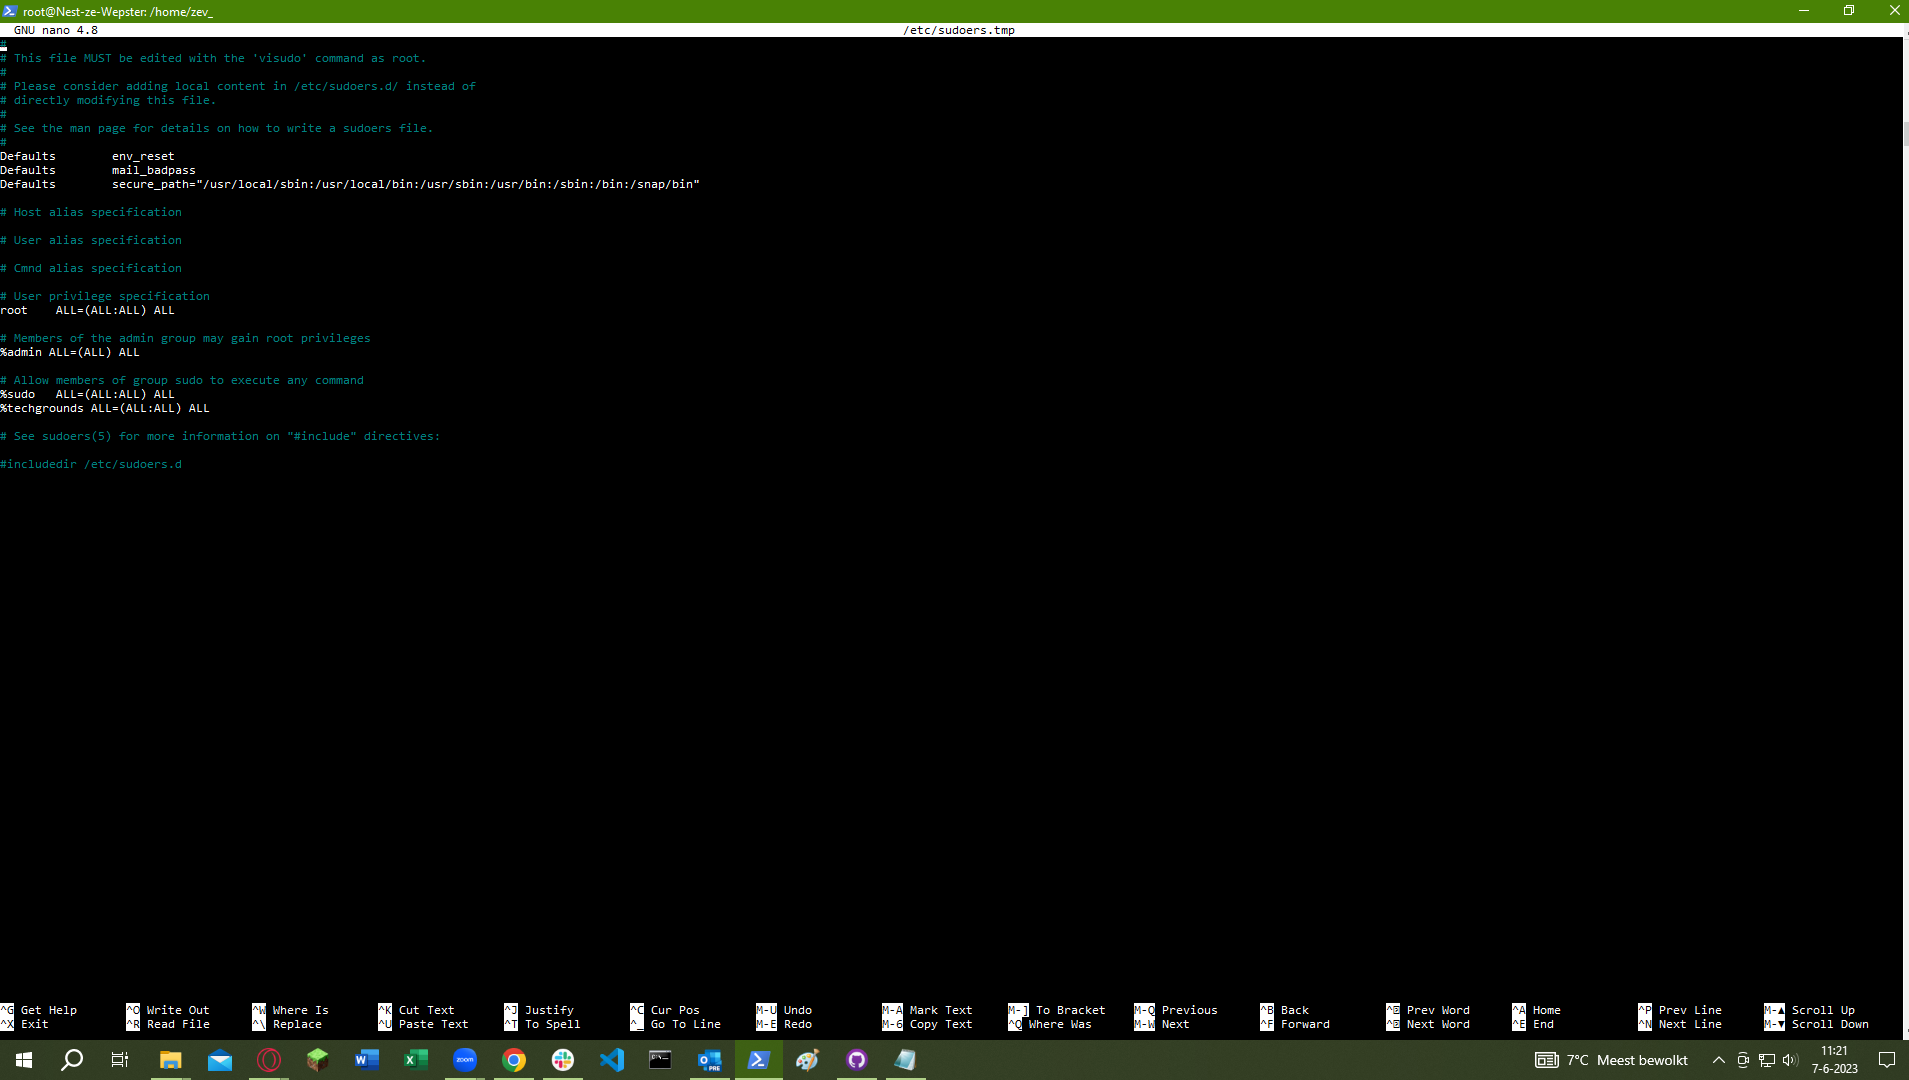 root@Nest-ze-Wepster: /home/zev_
GNU nano 4.8 /etc/sudoers.tmp
#
# This file MUST be edited with the 'visudo' command as root.
#
# Please consider adding local content in /etc/sudoers.d/ instead of
# directly modifying this file.
#
# See the man page for details on how to write a sudoers file.
#
Defaults env_reset
Defaults mail_badpass
Defaults secure_path="/usr/local/sbin:/usr/local/bin:/usr/sbin:/usr/bin:/sbin:/bin:/snap/bin"
# Host alias specification
# User alias specification
# Cmnd alias specification
# User privilege specification
root ALL=(ALL:ALL) ALL
# Members of the admin group may gain root privileges
%admin ALL=(ALL) ALL
# Allow members of group sudo to execute any command
%sudo ALL=(ALL:ALL) ALL
%techgrounds ALL=(ALL:ALL) ALL
# See sudoers(5) for more information on "#include" directives:
#includedir /etc/sudoers.d
^G Get Help ^O Write Out ^W Where Is ^K Cut Text ^J Justify ^C Cur Pos M-U Undo M-A Mark Text M-] To Bracket M-Q Previous ^B Back ^ Prev Word ^A Home ^P Prev Line M-▲ Scroll Up
^X Exit ^R Read File ^\ Replace ^U Paste Text ^T To Spell ^_ Go To Line M-E Redo M-6 Copy Text ^Q Where Was M-W Next ^F Forward ^ Next Word ^E End ^N Next Line M-▼ Scroll Down
zoom
PRE
7°C Meest bewolkt
11:21
7-6-2023